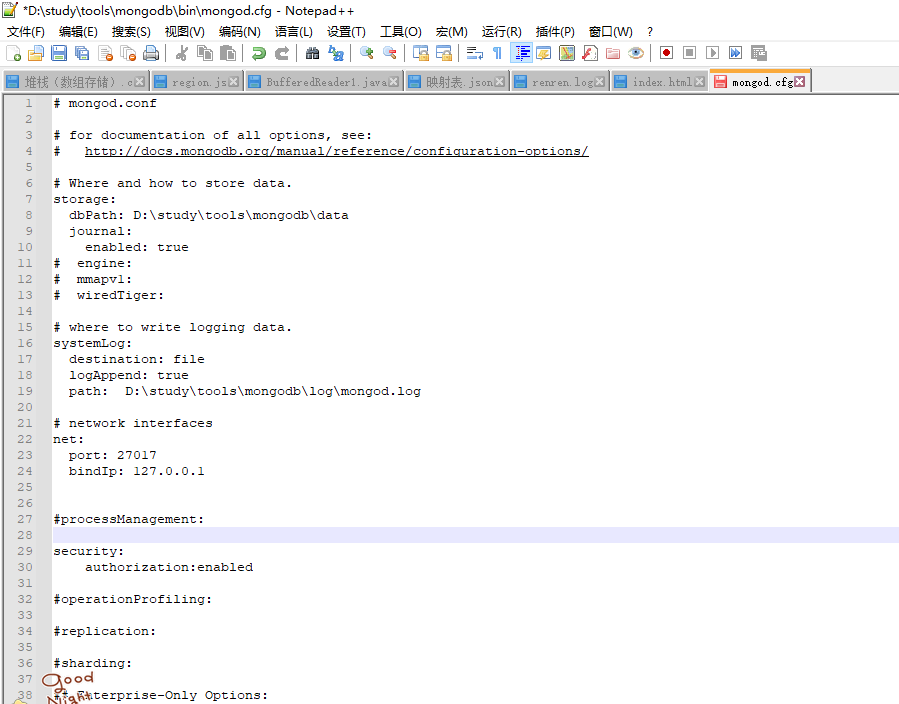 *D:\study\tools\mongodb\bin\mongod.cfg - Notepad++
文件(F) 编辑(E) 搜索(S) 视图(V) 编码(N) 语言(L) 设置(T) 工具(O) 宏(M) 运行(R) 插件(P) 窗口(W) ?
堆栈（数组存储）.c region.js BufferedReader1.java 映射表.json renren.log index.html mongod.cfg
1 # mongod.conf
2
3 # for documentation of all options, see:
4 #   http://docs.mongodb.org/manual/reference/configuration-options/
5
6 # Where and how to store data.
7 storage:
8   dbPath: D:\study\tools\mongodb\data
9   journal:
10     enabled: true
11 #  engine:
12 #  mmapv1:
13 #  wiredTiger:
14
15 # where to write logging data.
16 systemLog:
17   destination: file
18   logAppend: true
19   path:  D:\study\tools\mongodb\log\mongod.log
20
21 # network interfaces
22 net:
23   port: 27017
24   bindIp: 127.0.0.1
25
26
27 #processManagement:
28
29 security:
30     authorization:enabled
31
32 #operationProfiling:
33
34 #replication:
35
36 #sharding:
37
Good
38 ## Enterprise-Only Options:
Night